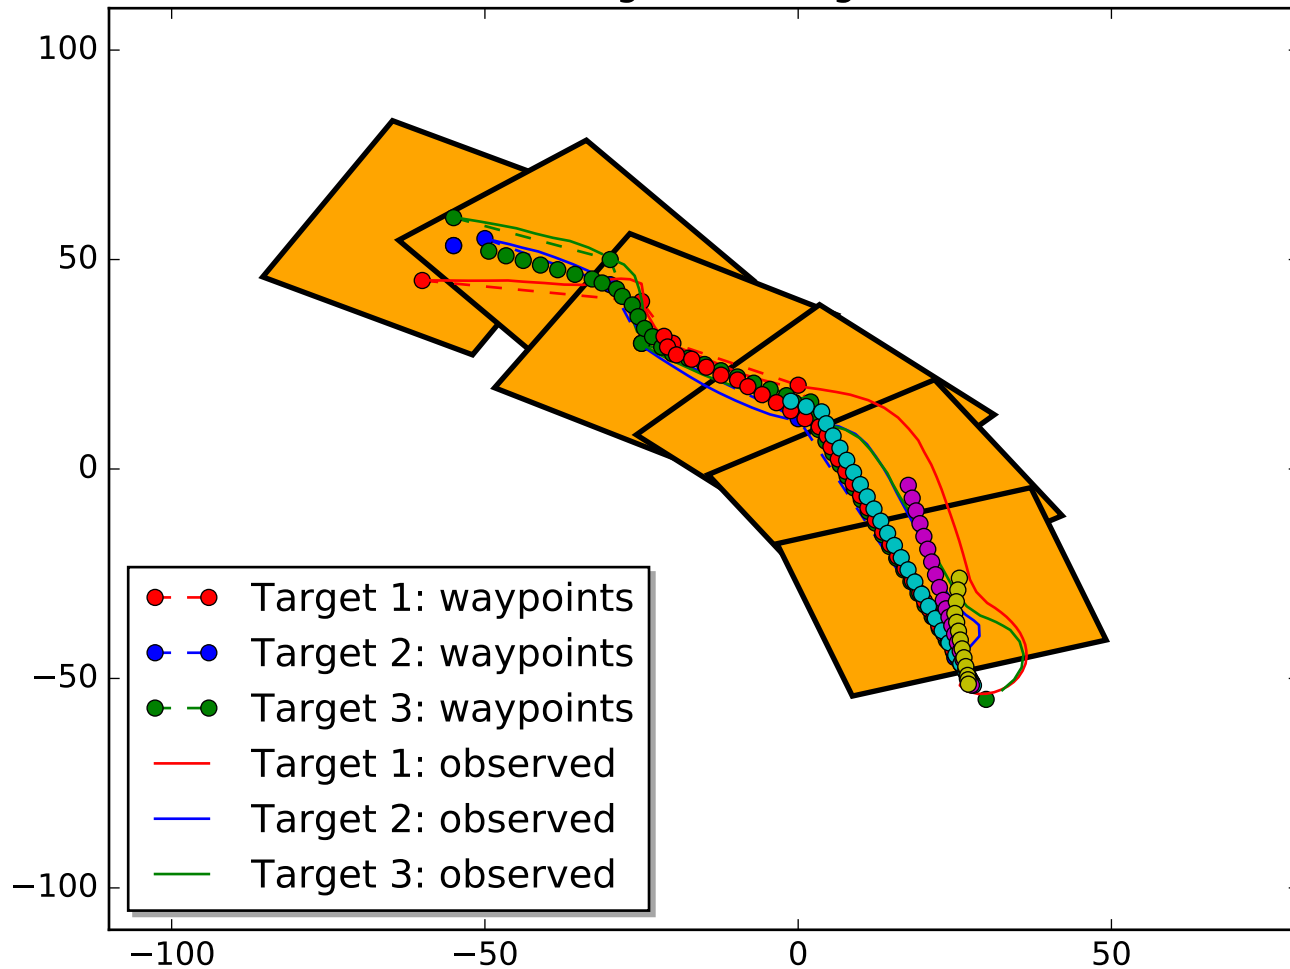 100
50
0
−50
−100
Target 1: waypoints
Target 2: waypoints
Target 3: waypoints
Target 1: observed
Target 2: observed
Target 3: observed
−100
−50
0
50